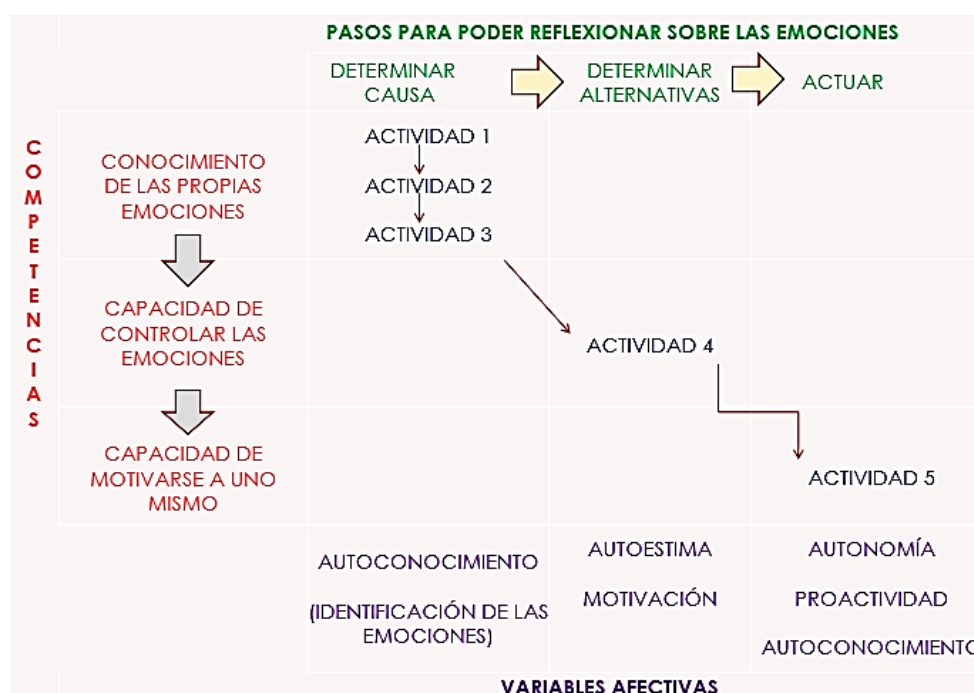 PASOS PARA PODER REFLEXIONAR SOBRE LAS EMOCIONES
DETERMINAR
CAUSA
DETERMINAR
ALTERNATIVAS
ACTUAR
COMPETENCIAS
CONOCIMIENTO
DE LAS PROPIAS
EMOCIONES
ACTIVIDAD 1
ACTIVIDAD 2
ACTIVIDAD 3
CAPACIDAD DE
CONTROLAR LAS
EMOCIONES
ACTIVIDAD 4
CAPACIDAD DE
MOTIVARSE A UNO
MISMO
ACTIVIDAD 5
AUTOCONOCIMIENTO
(IDENTIFICACIÓN DE LAS
EMOCIONES)
AUTOESTIMA
MOTIVACIÓN
AUTONOMÍA
PROACTIVIDAD
AUTOCONOCIMIENTO
VARIABLES AFECTIVAS